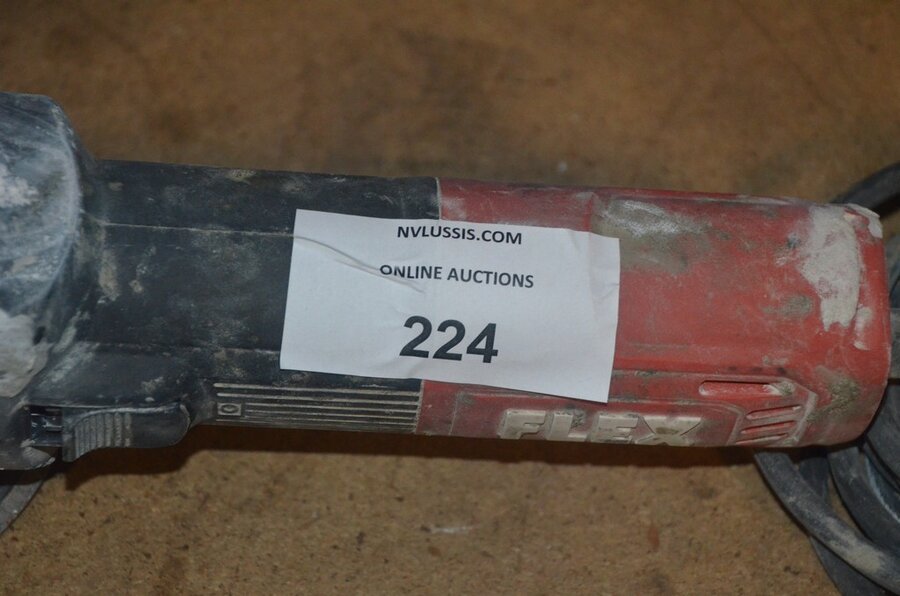 NVLUSSIS.COM
ONLINE AUCTIONS
224
FLEX